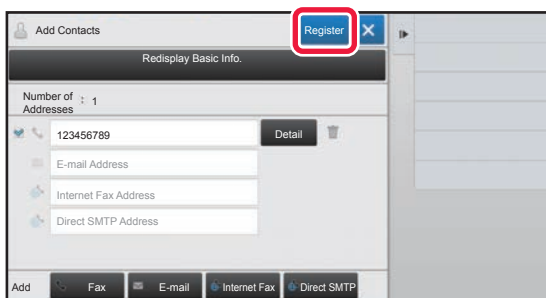 Add Contacts
Register
Redisplay Basic Info.
Number of Addresses : 1
123456789
Detail
E-mail Address
Internet Fax Address
Direct SMTP Address
Add
Fax
E-mail
Internet Fax
Direct SMTP